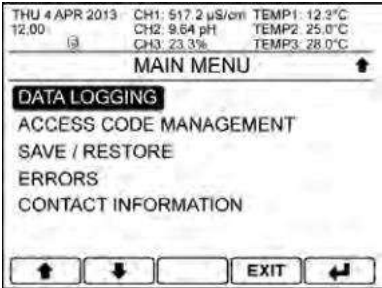 THU 4 APR 2013 CH1: 517.2 µS/cm TEMP1: 12.3°C
12.00 CH2: 9.64 pH TEMP2: 25.0°C
CH3: 23.3% TEMP3: 28.0°C
MAIN MENU
DATA LOGGING
ACCESS CODE MANAGEMENT
SAVE / RESTORE
ERRORS
CONTACT INFORMATION
EXIT